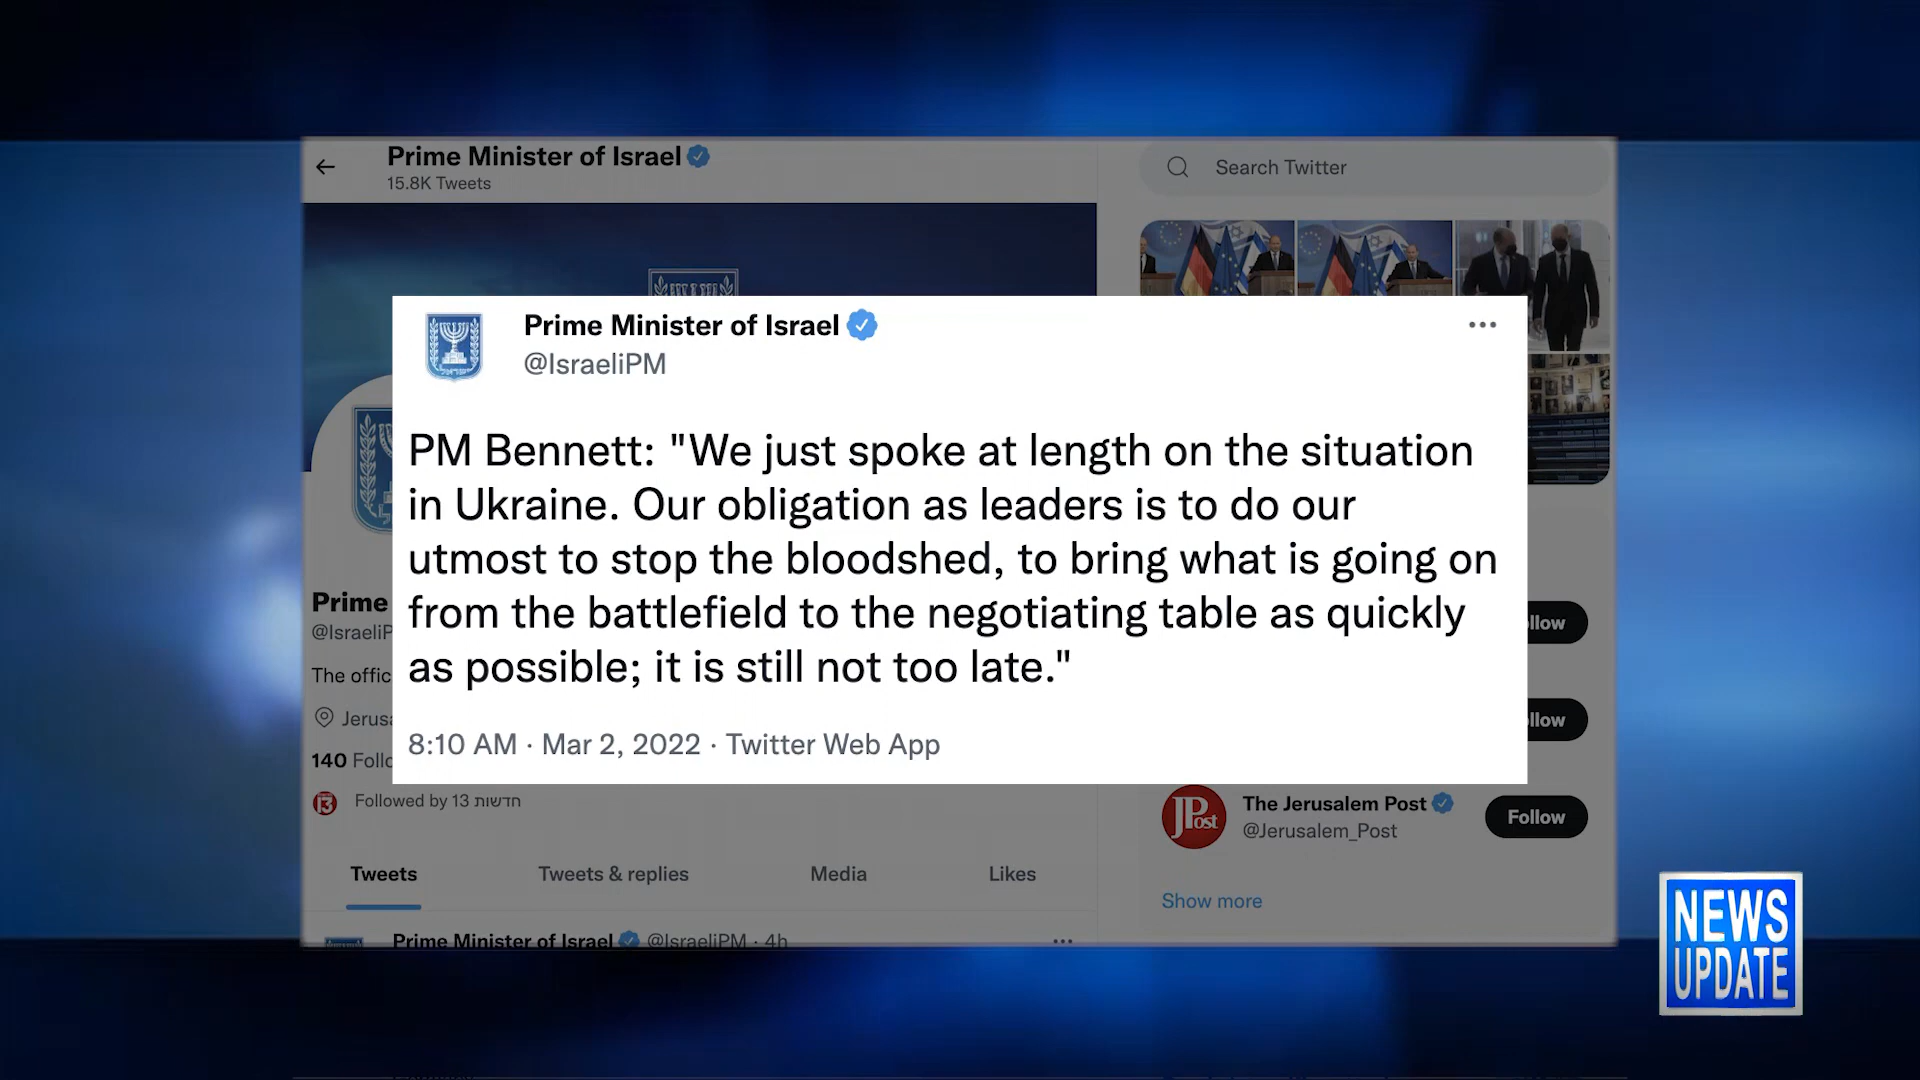 Prime Minister of Israel
15.8K Tweets
Search Twitter
Prime Minister of Israel
@IsraeliPM
PM Bennett: "We just spoke at length on the situation
in Ukraine. Our obligation as leaders is to do our
utmost to stop the bloodshed, to bring what is going on
from the battlefield to the negotiating table as quickly
as possible; it is still not too late."
8:10 AM · Mar 2, 2022 · Twitter Web App
Prime
@IsraeliP
The offic
Jerusa
140 Follo
Followed by 13 חדשות
Tweets
Tweets & replies
Media
Likes
Prime Minister of Israel @IsraeliPM · 4h
llow
llow
JPost
The Jerusalem Post
@Jerusalem_Post
Follow
Show more
NEWS
UPDATE